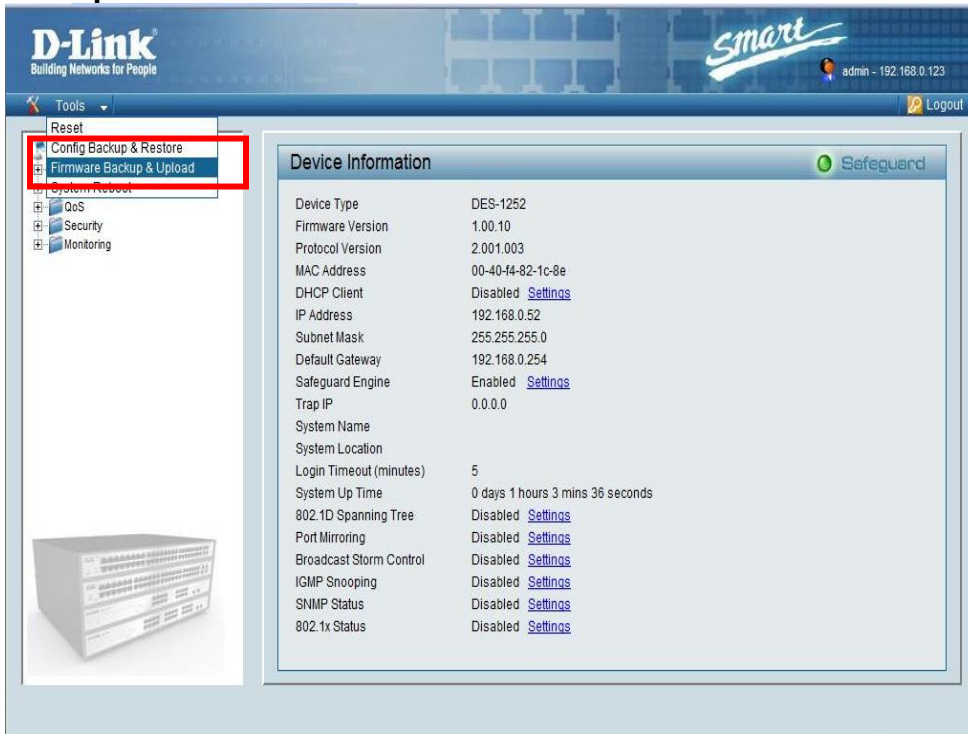 D-Link®
Building Networks for People
smart
admin - 192.168.0.123
Tools
Logout
Reset
Config Backup & Restore
Firmware Backup & Upload
System Reboot
QoS
Security
Monitoring
Device Information
Safeguard
Device Type DES-1252
Firmware Version 1.00.10
Protocol Version 2.001.003
MAC Address 00-40-f4-82-1c-8e
DHCP Client Disabled Settings
IP Address 192.168.0.52
Subnet Mask 255.255.255.0
Default Gateway 192.168.0.254
Safeguard Engine Enabled Settings
Trap IP 0.0.0.0
System Name
System Location
Login Timeout (minutes) 5
System Up Time 0 days 1 hours 3 mins 36 seconds
802.1D Spanning Tree Disabled Settings
Port Mirroring Disabled Settings
Broadcast Storm Control Disabled Settings
IGMP Snooping Disabled Settings
SNMP Status Disabled Settings
802.1x Status Disabled Settings